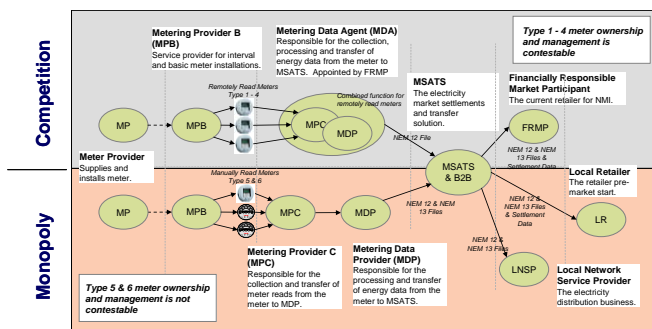 Competition
Monopoly
Metering Provider B
(MPB)
Service provider for interval
and basic meter installations.
Metering Data Agent (MDA)
Responsible for the collection,
processing and transfer of
energy data from the meter to
MSATS. Appointed by FRMP
Type 1 - 4 meter ownership
and management is
contestable
Remotely Read Meters
Type 1 - 4
Combined function for
remotely read meters
MSATS
The electricity
market settlements
and transfer
solution.
Financially Responsible
Market Participant
The current retailer for NMI.
MP
MPB
MPC
MDP
NEM 12 File
FRMP
NEM 12 & NEM
13 Files &
Settlement Data
Meter Provider
Supplies and
installs meter.
Manually Read Meters
Type 5 & 6
MSATS
& B2B
Local Retailer
The retailer pre-
market start.
MP
MPB
MPC
MDP
NEM 12 & NEM
13 Files
NEM 12 &
NEM 13 Files
& Settlement
Data
LR
NEM 12 &
NEM 13 Files
LNSP
Metering Provider C
(MPC)
Responsible for the
collection and transfer of
meter reads from the
meter to MDP.
Metering Data
Provider (MDP)
Responsible for the
processing and transfer
of energy data from the
meter to MSATS.
Local Network
Service Provider
The electricity
distribution business.
Type 5 & 6 meter ownership
and management is not
contestable